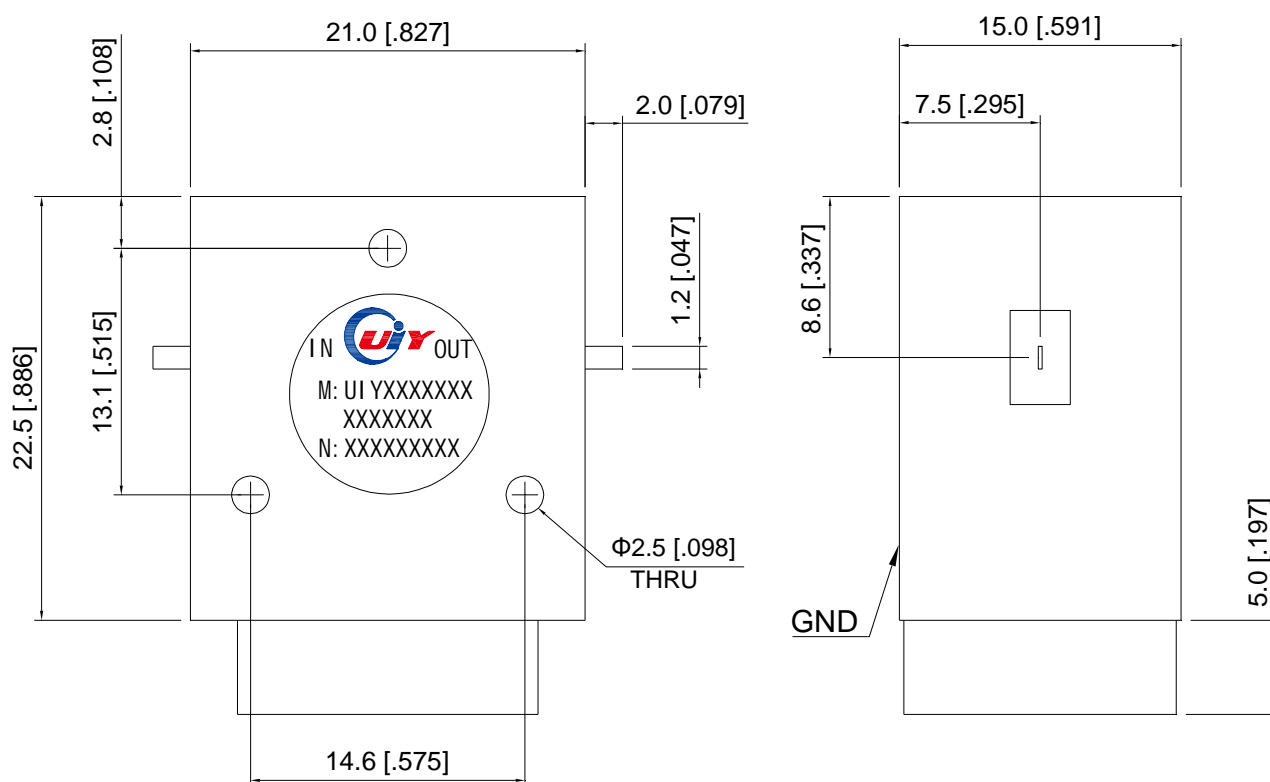 21.0 [.827]
15.0 [.591]
2.8 [.108]
2.0 [.079]
7.5 [.295]
1.2 [.047]
8.6 [.337]
22.5 [.886]
13.1 [.515]
IN UiY OUT
M: UIYXXXXXXX
XXXXXXX
N: XXXXXXXXX
Φ2.5 [.098]
THRU
GND
5.0 [.197]
14.6 [.575]